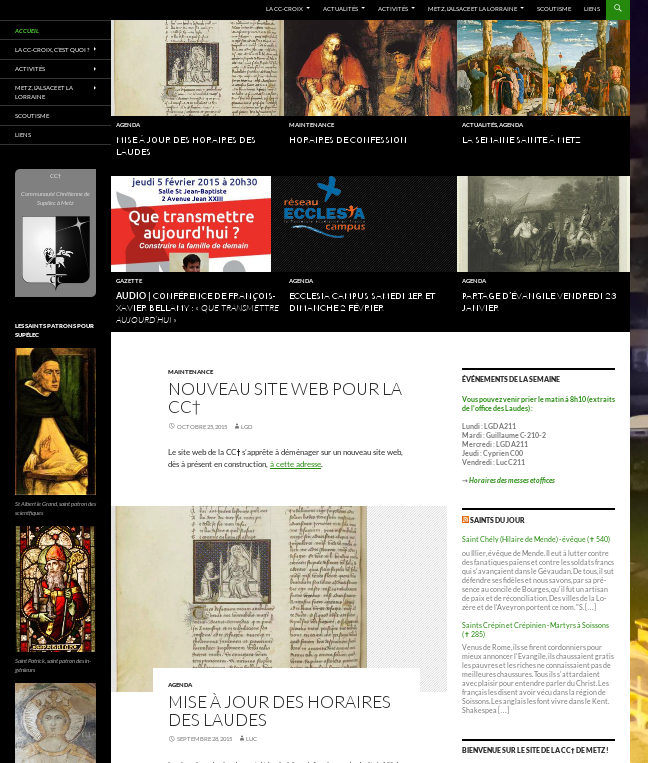 LA CC-CROIX ACTUALITÉS ACTIVITÉS METZ, L'ALSACE ET LA LORRAINE SCOUTISME LIENS
ACCUEIL
LA CC-CROIX, C'EST QUOI ?
ACTIVITÉS
METZ, L'ALSACE ET LA
LORRAINE
SCOUTISME
LIENS
CC†
Communauté Chrétienne de
Supélec à Metz
LES SAINTS PATRONS POUR
SUPÉLEC
St Albert le Grand, saint patron des
scientifiques
Saint Patrick, saint patron des in-
génieurs
AGENDA
MISE À JOUR DES HORAIRES DES
LAUDES
MAINTENANCE
HORAIRES DE CONFESSION
ACTUALITÉS, AGENDA
LA SEMAINE SAINTE À METZ
jeudi 5 février 2015 à 20h30
Salle St Jean-Baptiste
2 Avenue Jean XXIII
Que transmettre
aujourd'hui ?
Construire la famille de demain
GAZETTE
AUDIO | CONFÉRENCE DE FRANÇOIS-
XAVIER BELLAMY : « QUE TRANSMETTRE
AUJOURD'HUI »
réseau
ECCLESIA
campus
AGENDA
ECCLESIA CAMPUS SAMEDI 1ER ET
DIMANCHE 2 FÉVRIER
AGENDA
PARTAGE D'ÉVANGILE VENDREDI 23
JANVIER
MAINTENANCE
NOUVEAU SITE WEB POUR LA
CC†
OCTOBRE 25, 2015 LGD
Le site web de la CC† s'apprête à déménager sur un nouveau site web,
dès à présent en construction, à cette adresse.
AGENDA
MISE À JOUR DES HORAIRES
DES LAUDES
SEPTEMBRE 28, 2015 LUC
ÉVÉNEMENTS DE LA SEMAINE
Vous pouvez venir prier le matin à 8h10 (extraits
de l'office des Laudes) :
Lundi : LGD A211
Mardi : Guillaume C-210-2
Mercredi : LGD A211
Jeudi : Cyprien C00
Vendredi : Luc C211
→ Horaires des messes et offices
SAINTS DU JOUR
Saint Chély (Hilaire de Mende) - évêque († 540)
ou Illier, évêque de Mende. Il eut à lutter contre
des fanatiques païens et contre les soldats francs
qui s'avançaient dans le Gévaudan. De tous, il sut
défendre ses fidèles et nous savons, par sa pré-
sence au concile de Bourges, qu'il fut un artisan
de paix et de réconciliation. Des villes de la Lo-
zère et de l'Aveyron portent ce nom. "S. [...]
Saints Crépin et Crépinien - Martyrs à Soissons
(† 285)
Venus de Rome, ils se firent cordonniers pour
mieux annoncer l'Evangile, ils chaussaient gratis
les pauvres et les riches ne connaissaient pas de
meilleures chaussures. Tous ils s'attardaient
avec plaisir pour entendre parler du Christ. Les
français les disent avoir vécu dans la région de
Soissons. Les anglais les font vivre dans le Kent.
Shakespea [...]
BIENVENUE SUR LE SITE DE LA CC† DE METZ !